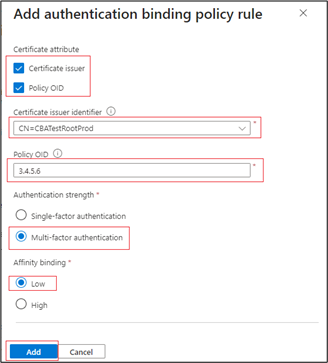 Add authentication binding policy rule
Certificate attribute
Certificate issuer
Policy OID
Certificate issuer identifier
CN=CBATestRootProd
*
Policy OID
3.4.5.6
*
Authentication strength *
Single-factor authentication
Multi-factor authentication
Affinity binding *
Low
High
Add Cancel